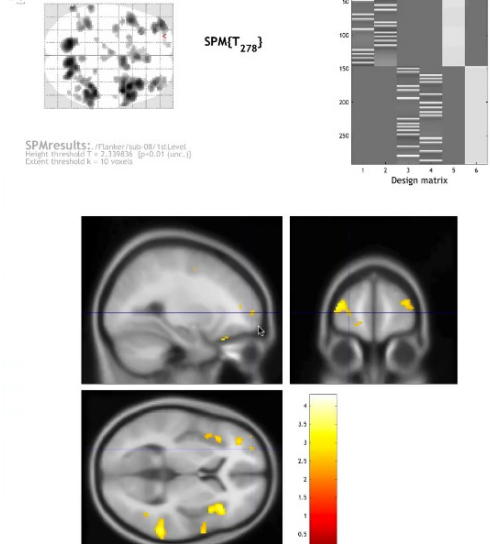 50
SPM{T278}
100
150
200
250
SPMresults: ./Flanker/sub-08/1stLevel
Height threshold T = 2.339836 {p<0.01 (unc.)}
Extent threshold k = 10 voxels
1 2 3 4 5 6
Design matrix
4
3.5
3
2.5
2
1.5
1
0.5